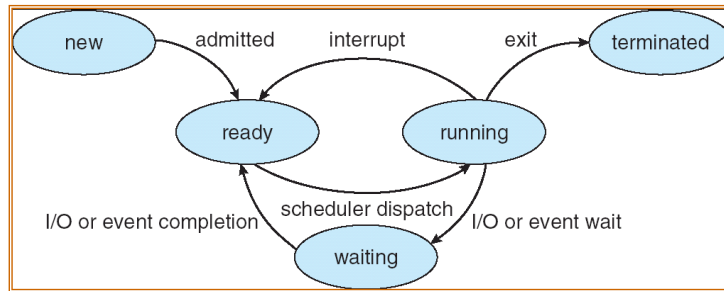 new
admitted
interrupt
exit
terminated
ready
running
I/O or event completion
scheduler dispatch
I/O or event wait
waiting